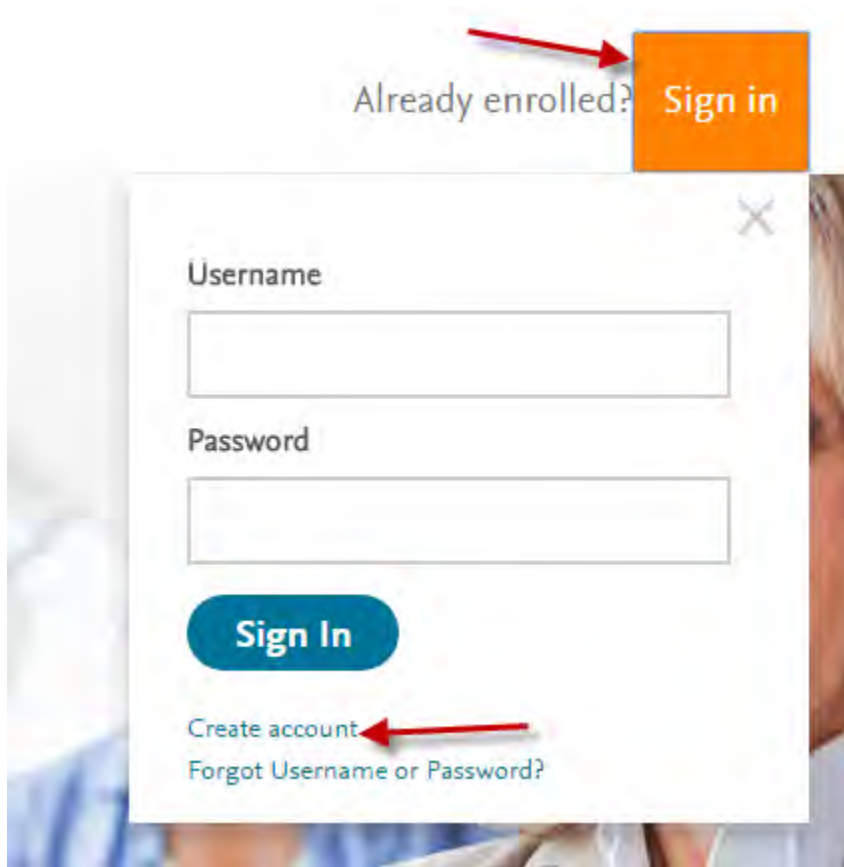 Already enrolled? Sign in
Username
Password
Sign In
Create account
Forgot Username or Password?